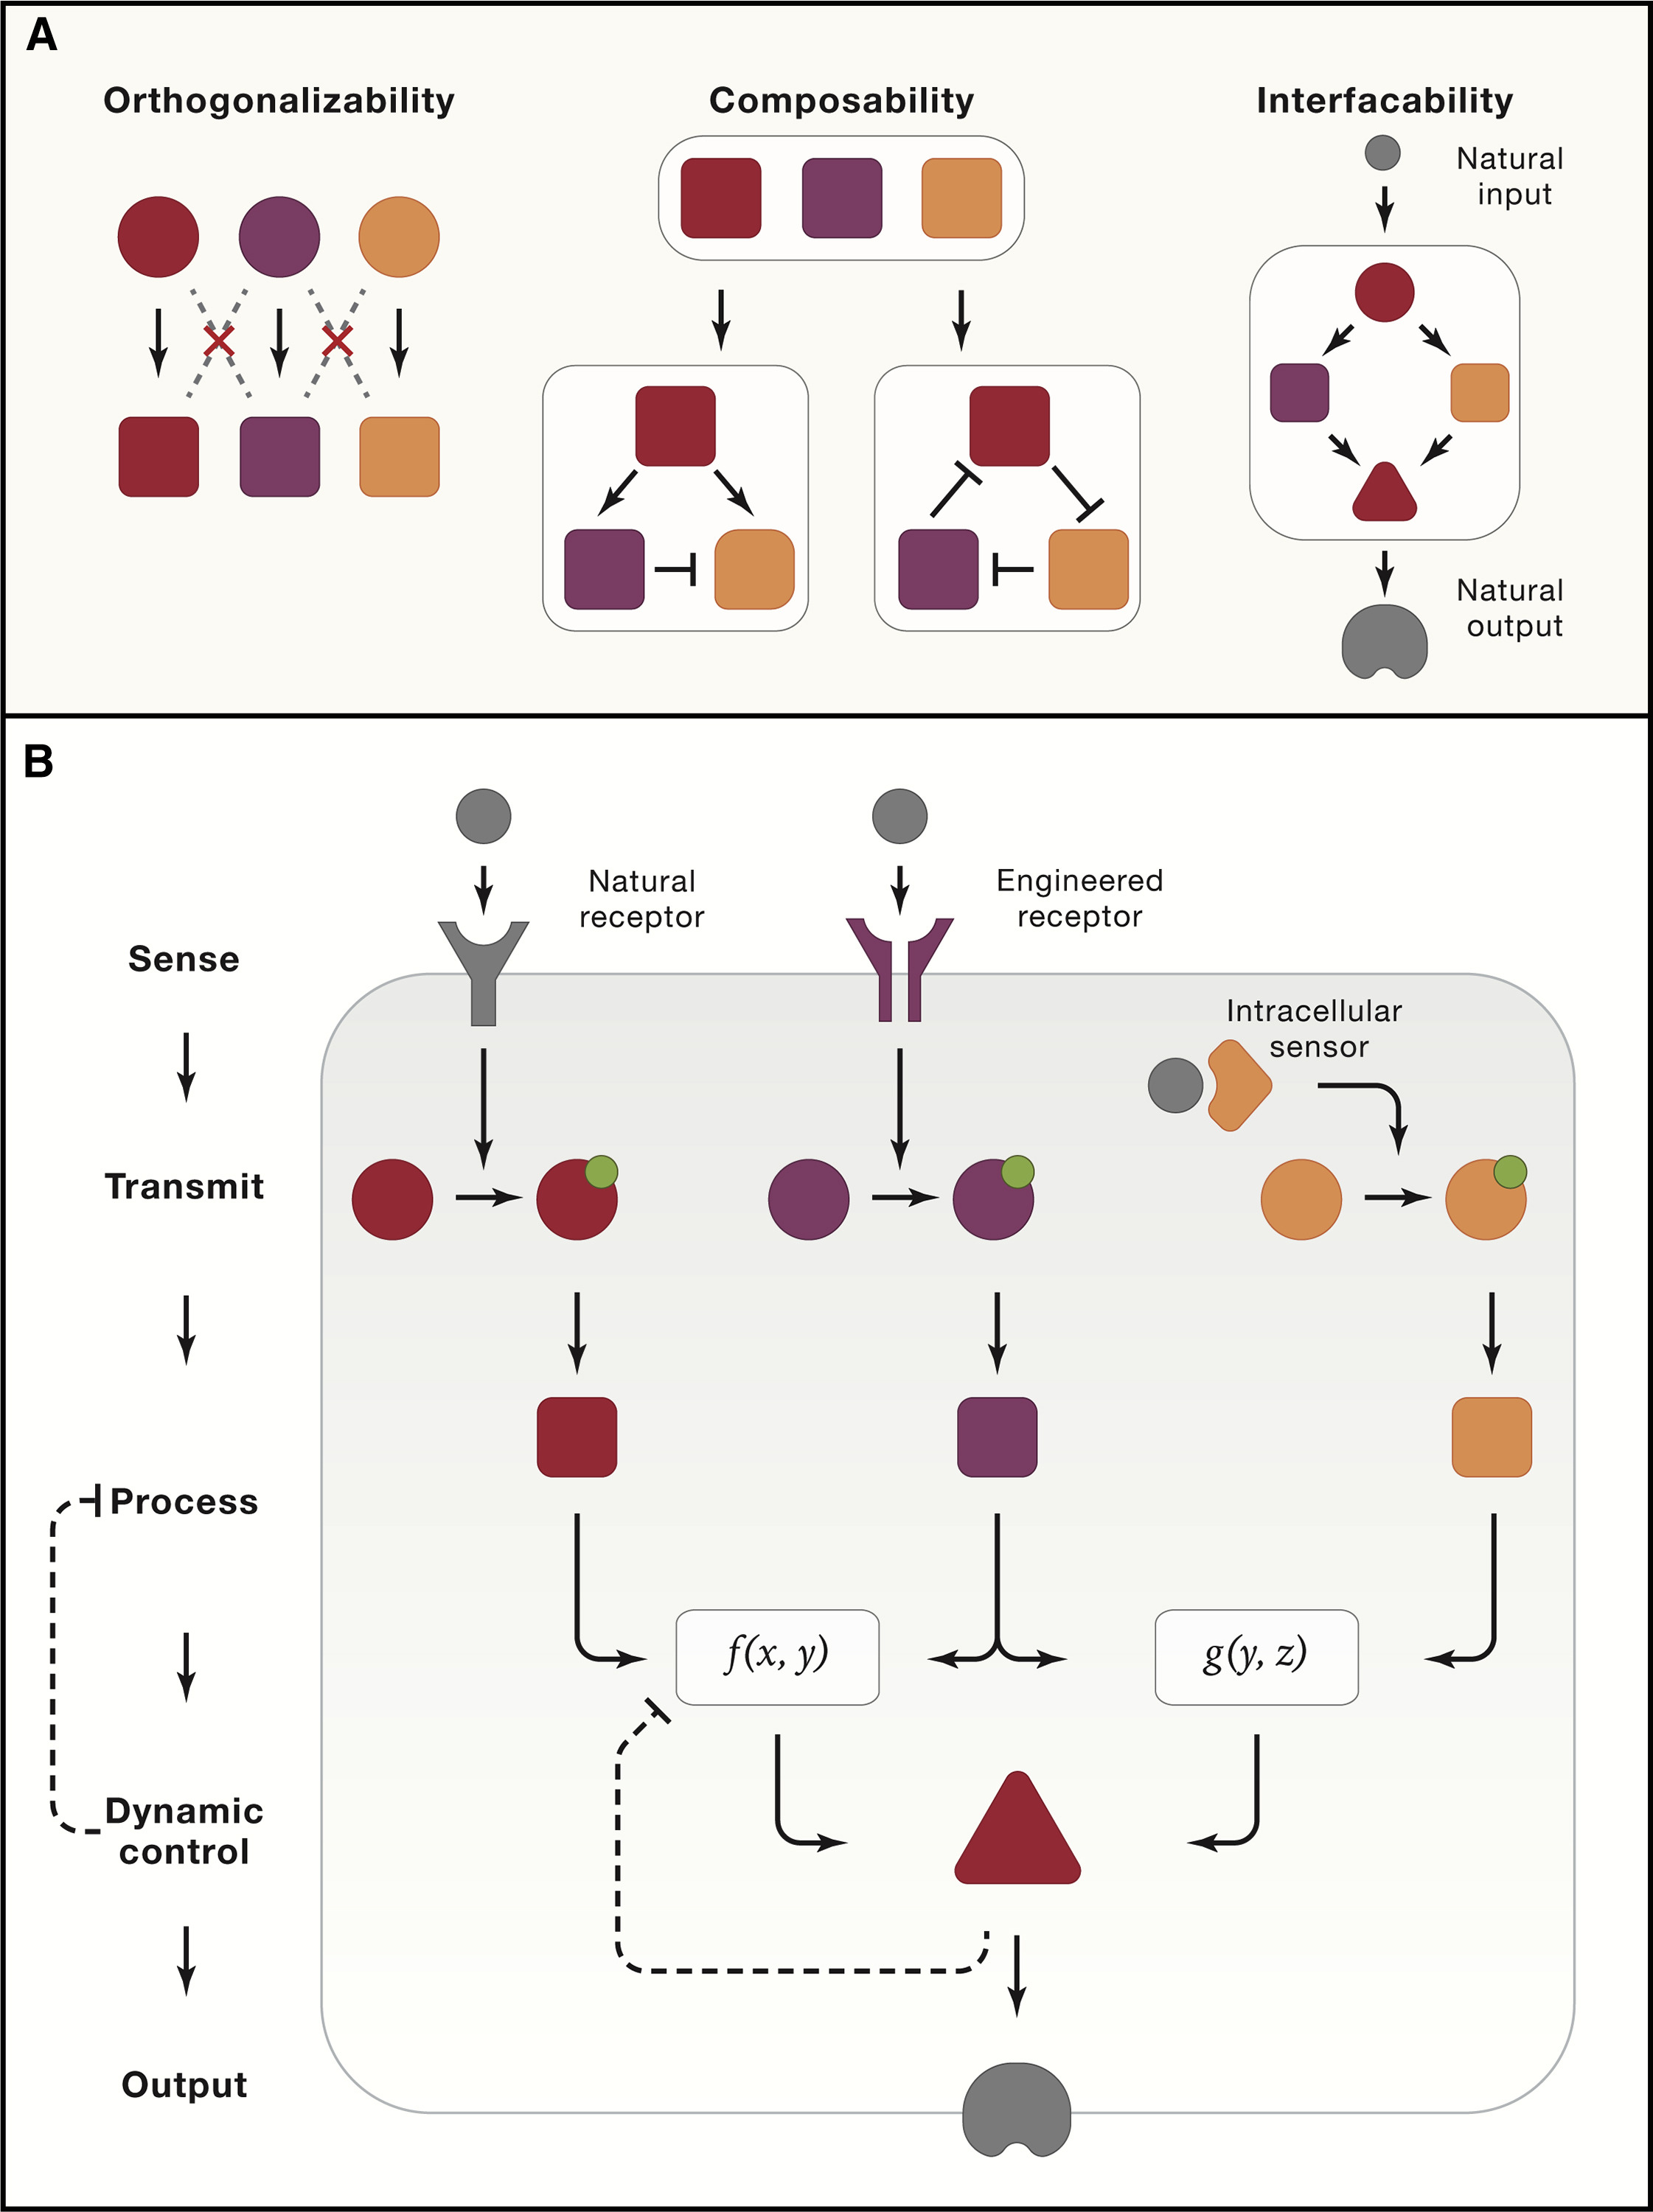 A
Orthogonalizability
Composability
Interfacability
Natural
input
Natural
output
B
Natural
receptor
Engineered
receptor
Sense
Intracellular
sensor
Transmit
Process
f(x, y)
g(y, z)
Dynamic
control
Output